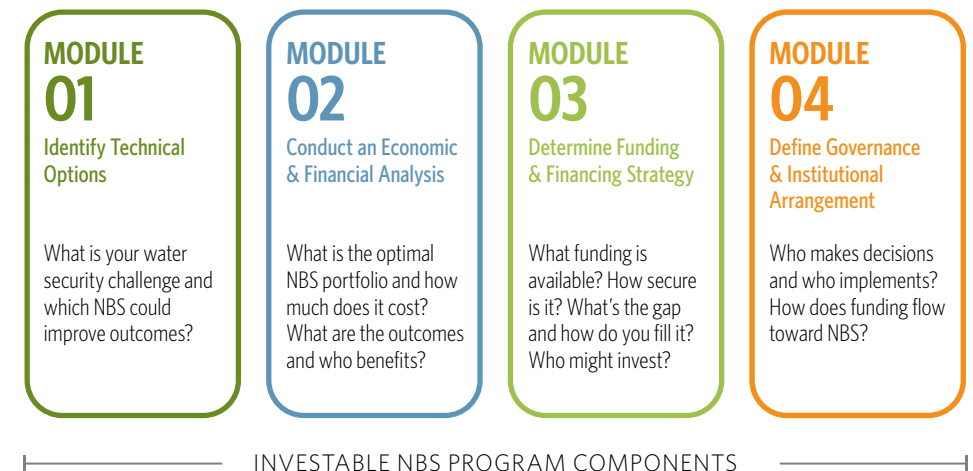 MODULE
01
Identify Technical
Options
What is your water
security challenge and
which NBS could
improve outcomes?
MODULE
02
Conduct an Economic
& Financial Analysis
What is the optimal
NBS portfolio and how
much does it cost?
What are the outcomes
and who benefits?
MODULE
03
Determine Funding
& Financing Strategy
What funding is
available? How secure
is it? What's the gap
and how do you fill it?
Who might invest?
MODULE
04
Define Governance
& Institutional
Arrangement
Who makes decisions
and who implements?
How does funding flow
toward NBS?
INVESTABLE NBS PROGRAM COMPONENTS